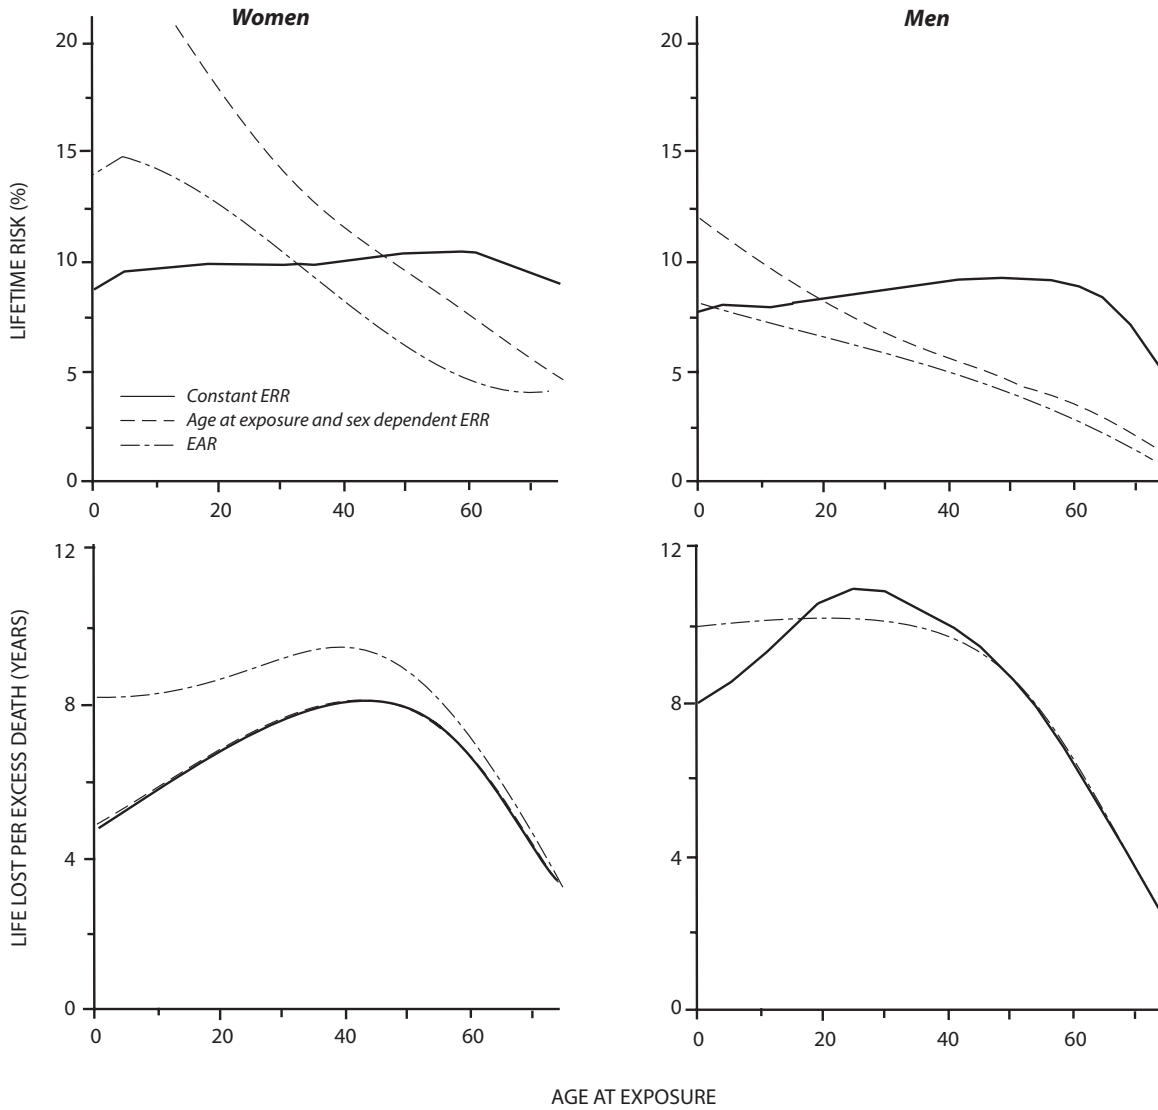 Women
Men
LIFETIME RISK (%)
20
15
10
5
0
Constant ERR
Age at exposure and sex dependent ERR
EAR
0 20 40 60
20
15
10
5
0
0 20 40 60
LIFE LOST PER EXCESS DEATH (YEARS)
12
8
4
0
0 20 40 60
12
8
4
0
0 20 40 60
AGE AT EXPOSURE